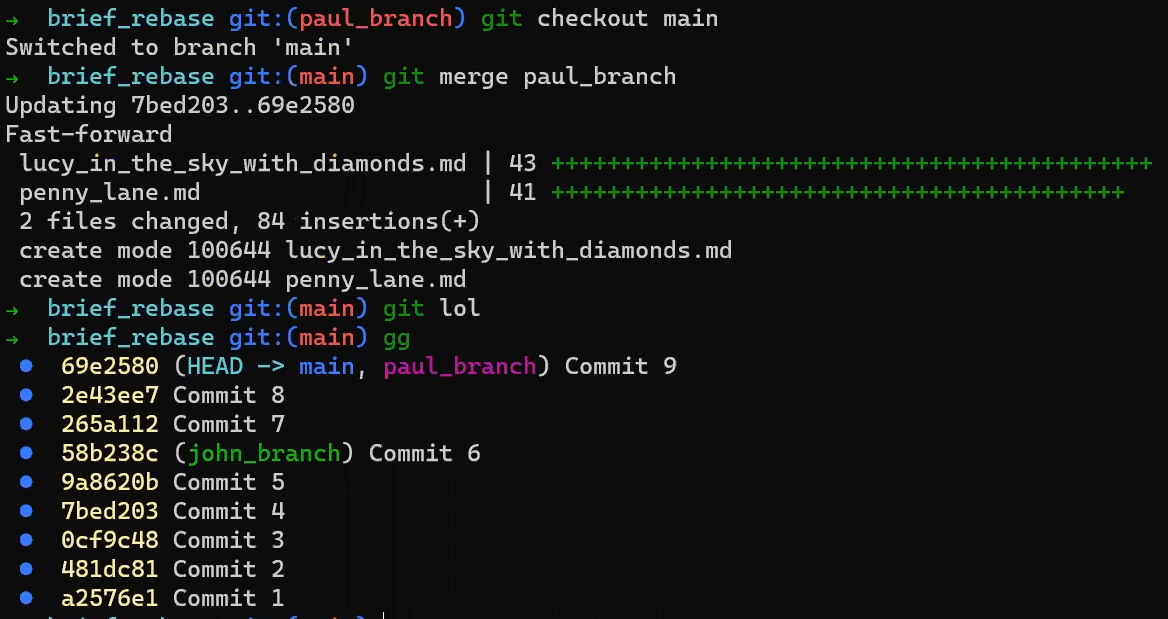 → brief_rebase git:(paul_branch) git checkout main
Switched to branch 'main'
→ brief_rebase git:(main) git merge paul_branch
Updating 7bed203..69e2580
Fast-forward
lucy_in_the_sky_with_diamonds.md | 43 +++++++++++++++++++++++++++++++++++++++++++
penny_lane.md | 41 +++++++++++++++++++++++++++++++++++++++++
2 files changed, 84 insertions(+)
create mode 100644 lucy_in_the_sky_with_diamonds.md
create mode 100644 penny_lane.md
→ brief_rebase git:(main) git lol
→ brief_rebase git:(main) gg
● 69e2580 (HEAD -> main, paul_branch) Commit 9
● 2e43ee7 Commit 8
● 265a112 Commit 7
● 58b238c (john_branch) Commit 6
● 9a8620b Commit 5
● 7bed203 Commit 4
● 0cf9c48 Commit 3
● 481dc81 Commit 2
● a2576e1 Commit 1